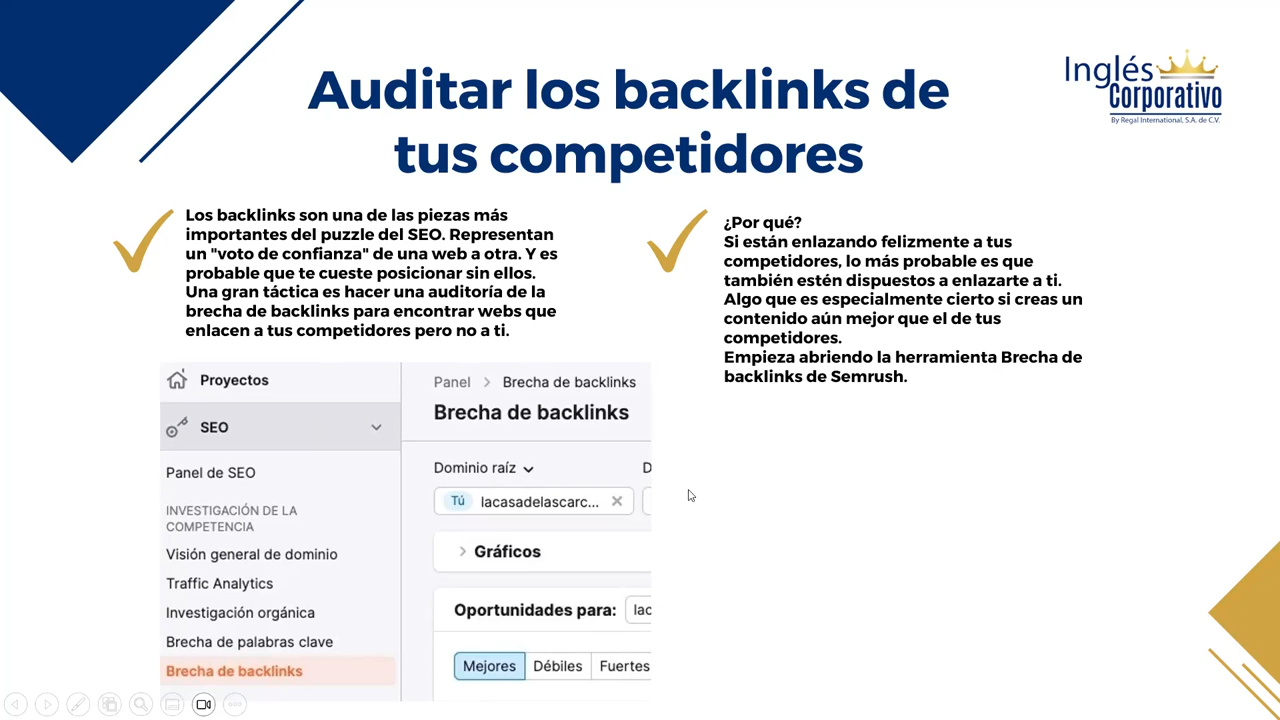 Auditar los backlinks de
tus competidores
Inglés
Corporativo
By Regal International, S.A. de C.V.
Los backlinks son una de las piezas más
importantes del puzzle del SEO. Representan
un "voto de confianza" de una web a otra. Y es
probable que te cueste posicionar sin ellos.
Una gran táctica es hacer una auditoría de la
brecha de backlinks para encontrar webs que
enlacen a tus competidores pero no a ti.
¿Por qué?
Si están enlazando felizmente a tus
competidores, lo más probable es que
también estén dispuestos a enlazarte a ti.
Algo que es especialmente cierto si creas un
contenido aún mejor que el de tus
competidores.
Empieza abriendo la herramienta Brecha de
backlinks de Semrush.
Proyectos
SEO
Panel de SEO
INVESTIGACIÓN DE LA
COMPETENCIA
Visión general de dominio
Traffic Analytics
Investigación orgánica
Brecha de palabras clave
Brecha de backlinks
Panel > Brecha de backlinks
Brecha de backlinks
Dominio raíz D
Tú lacasadelascarc... ×
Gráficos
Oportunidades para: lac
Mejores Débiles Fuertes